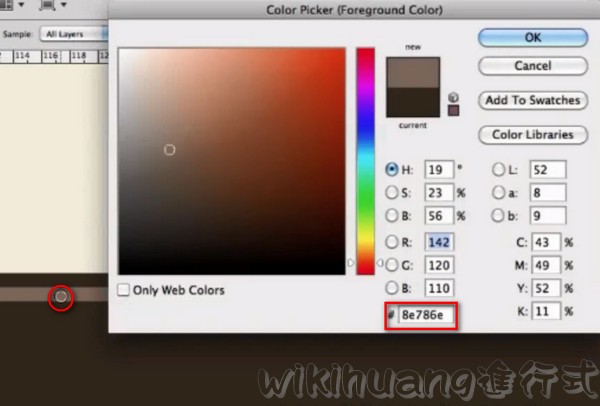 Color Picker (Foreground Color)
Sample: All Layers
114 116 118
new
current
OK
Cancel
Add To Swatches
Color Libraries
H: 19 °
S: 23 %
B: 56 %
R: 142
G: 120
B: 110
# 8e786e
L: 52
a: 8
b: 9
C: 43 %
M: 49 %
Y: 52 %
K: 11 %
Only Web Colors
wikihuang進行式